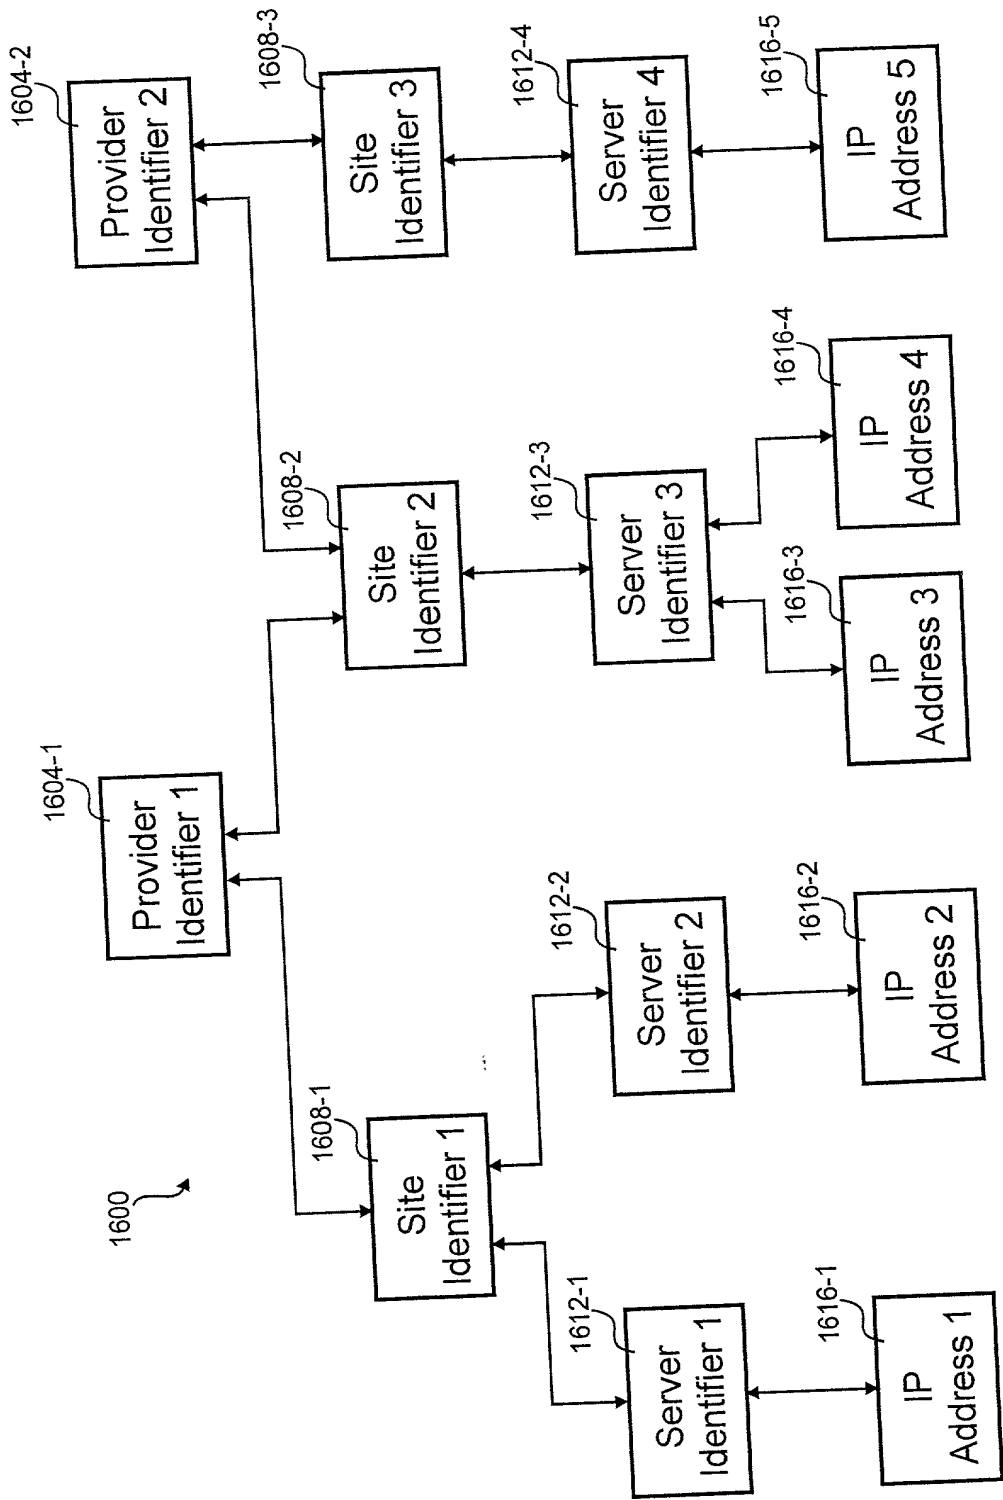 1600
1604-1
Provider
Identifier 1
1604-2
Provider
Identifier 2
1608-1
Site
Identifier 1
1608-2
Site
Identifier 2
1608-3
Site
Identifier 3
1612-1
Server
Identifier 1
1612-2
Server
Identifier 2
1612-3
Server
Identifier 3
1612-4
Server
Identifier 4
1616-1
IP
Address 1
1616-2
IP
Address 2
1616-3
IP
Address 3
1616-4
IP
Address 4
1616-5
IP
Address 5